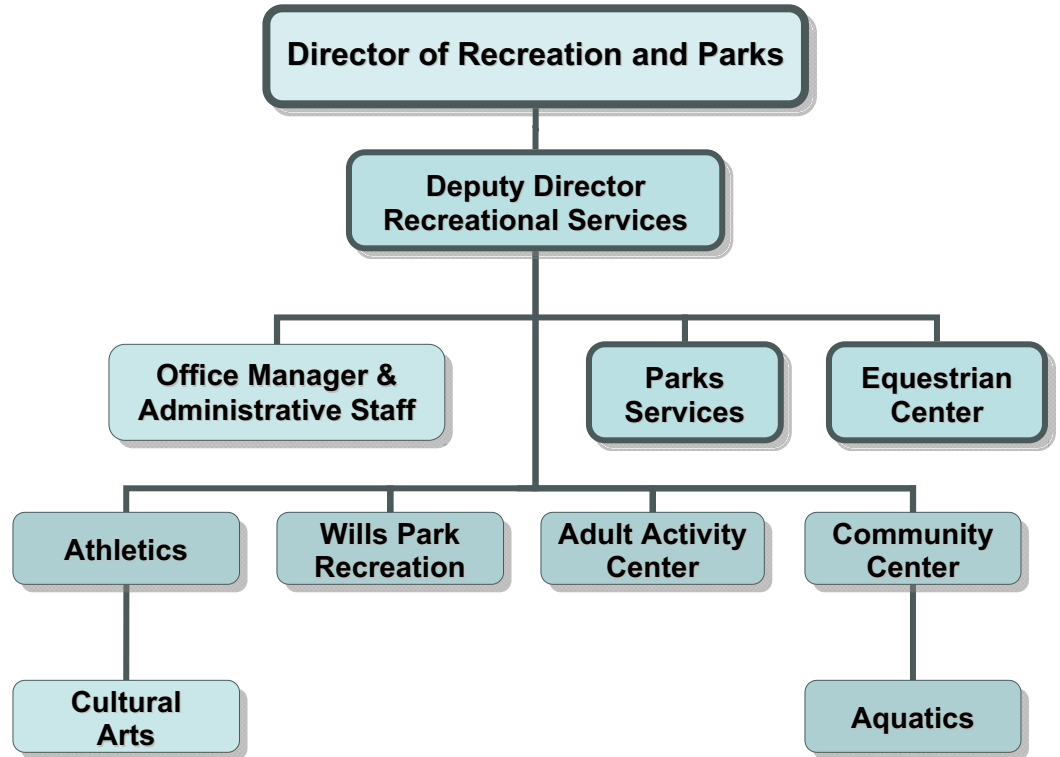 Director of Recreation and Parks
Deputy Director
Recreational Services
Office Manager &
Administrative Staff
Parks
Services
Equestrian
Center
Athletics
Wills Park
Recreation
Adult Activity
Center
Community
Center
Cultural
Arts
Aquatics